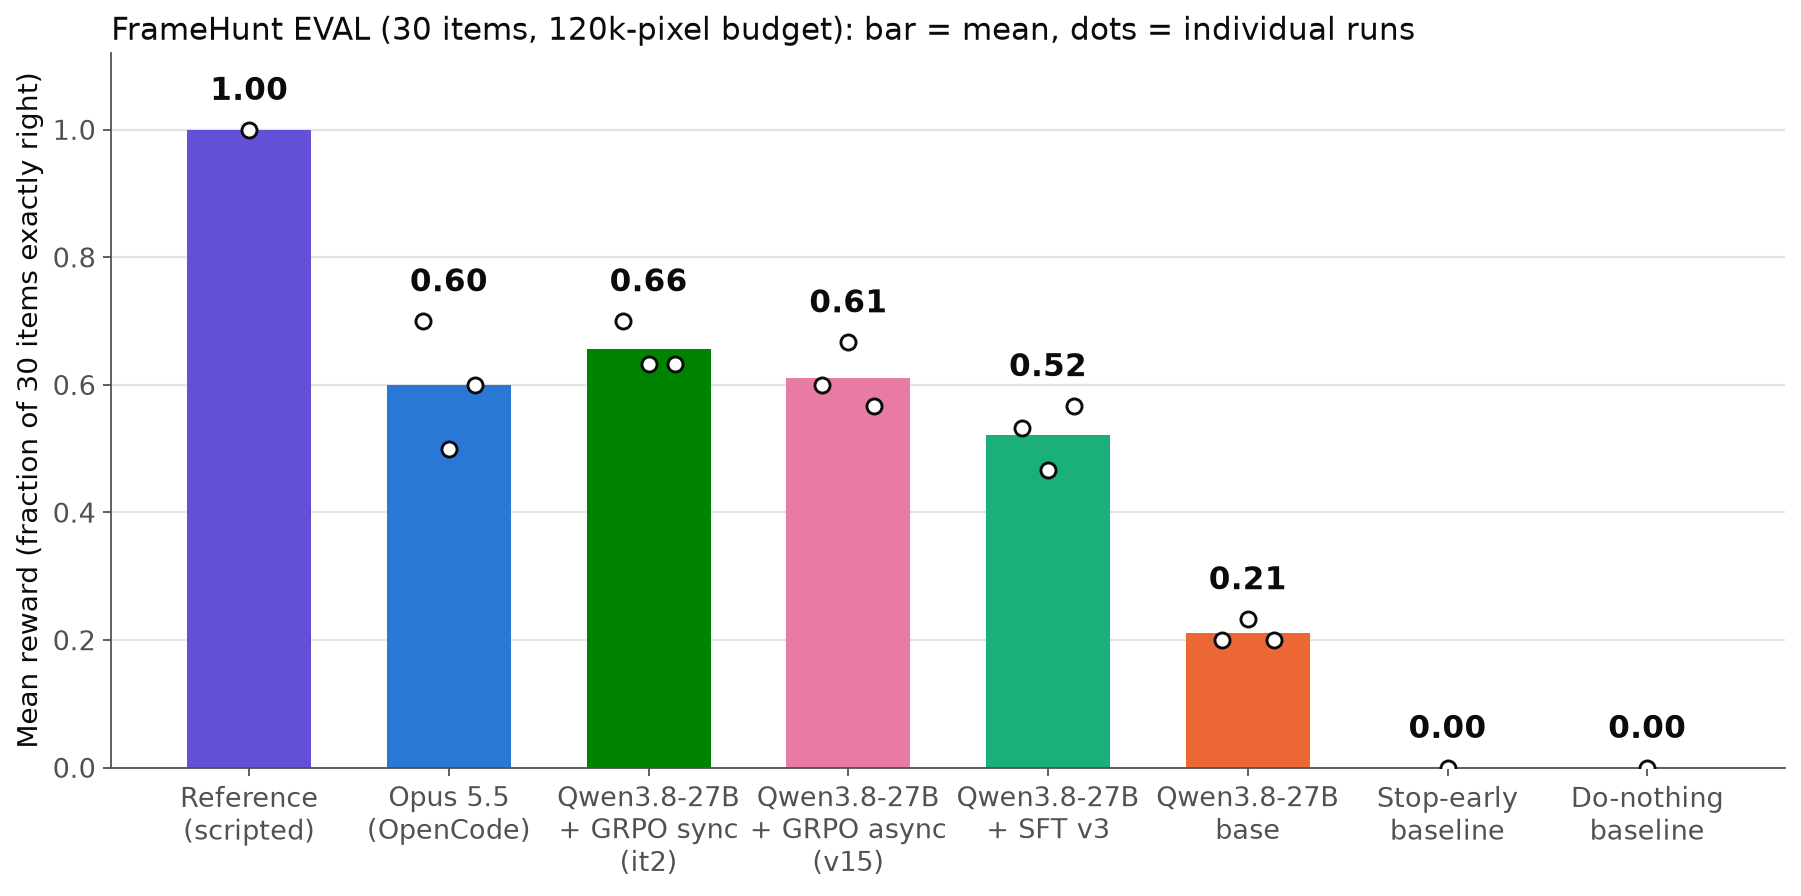 FrameHunt EVAL (30 items, 120k-pixel budget): bar = mean, dots = individual runs
Mean reward (fraction of 30 items exactly right)
1.0
0.8
0.6
0.4
0.2
0.0
1.00
0.60
0.66
0.61
0.52
0.21
0.00
0.00
Reference
(scripted)
Opus 5.5
(OpenCode)
Qwen3.8-27B
+ GRPO sync
(it2)
Qwen3.8-27B
+ GRPO async
(v15)
Qwen3.8-27B
+ SFT v3
Qwen3.8-27B
base
Stop-early
baseline
Do-nothing
baseline